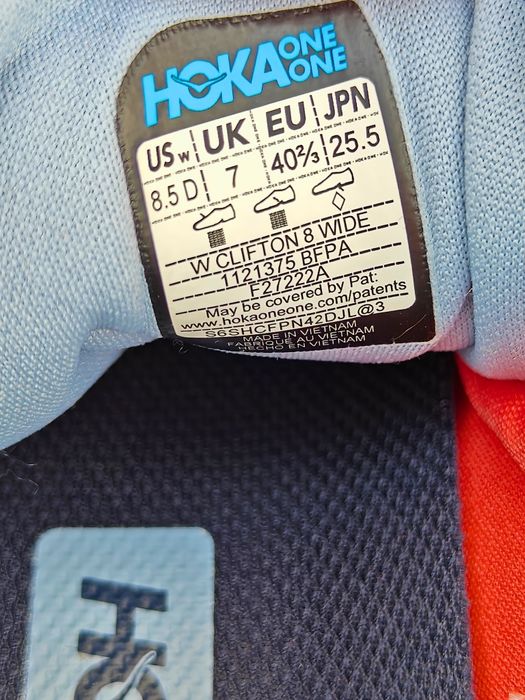 HOKA ONE ONE
US w UK EU JPN
8.5 D 7 40⅔ 25.5
W CLIFTON 8 WIDE
1121375 BFPA
F27222A
May be covered by Pat:
www.hokaoneone.com/patents
S6SHCFPN42DJL@3
MADE IN VIETNAM
FABRIQUE AU VIETNAM
HECHO EN VIETNAM
HO